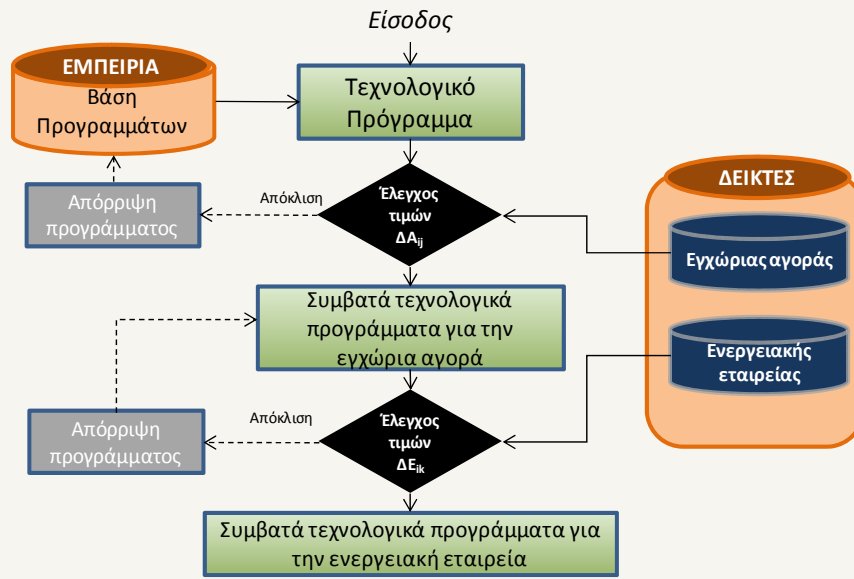 Είσοδος
ΕΜΠΕΙΡΙΑ
Βάση
Προγραμμάτων
Τεχνολογικό
Πρόγραμμα
Απόρριψη
προγράμματος
Απόκλιση
Έλεγχος
τιμών
ΔΑij
ΔΕΙΚΤΕΣ
Εγχώριας αγοράς
Συμβατά τεχνολογικά
προγράμματα για την
εγχώρια αγορά
Ενεργειακής
εταιρείας
Απόρριψη
προγράμματος
Απόκλιση
Έλεγχος
τιμών
ΔΕik
Συμβατά τεχνολογικά προγράμματα για
την ενεργειακή εταιρεία